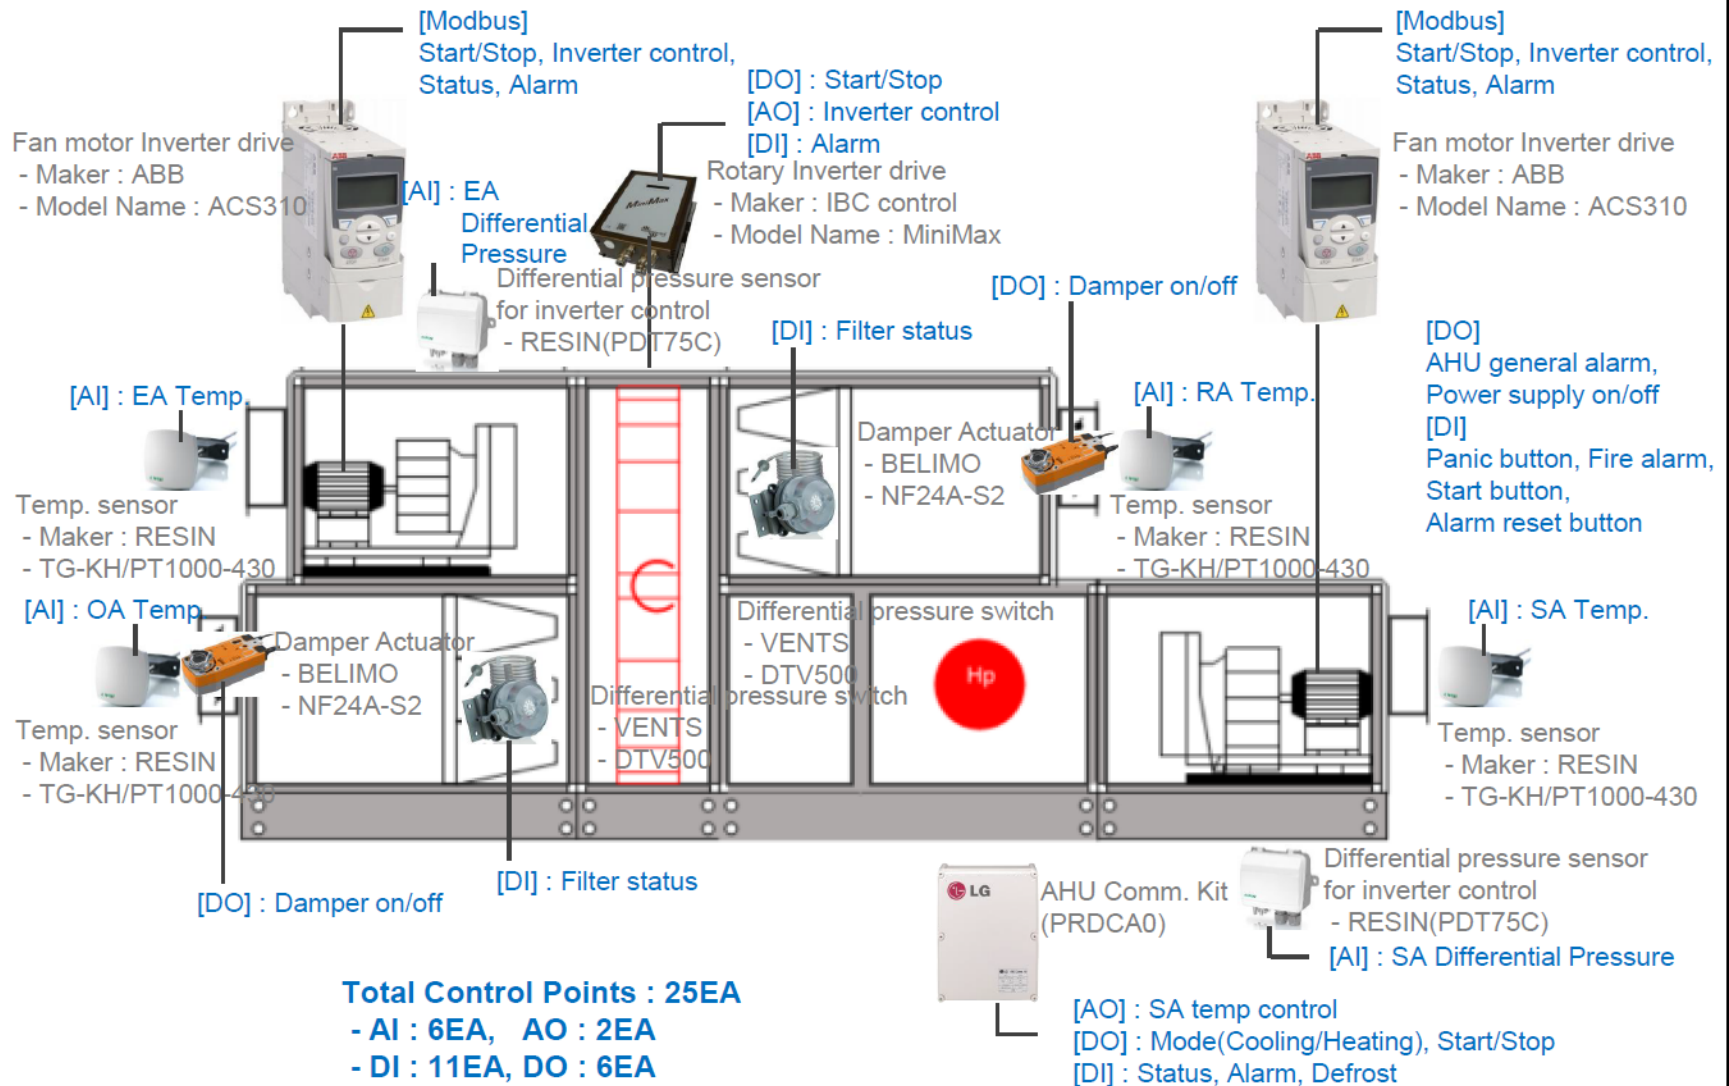 [Modbus]
Start/Stop, Inverter control,
Status, Alarm
[DO] : Start/Stop
[AO] : Inverter control
[DI] : Alarm
[Modbus]
Start/Stop, Inverter control,
Status, Alarm
Fan motor Inverter drive
- Maker : ABB
- Model Name : ACS310
ABB
[AI] : EA
Differential
Pressure
MiniMax
Rotary Inverter drive
- Maker : IBC control
- Model Name : MiniMax
ABB
Fan motor Inverter drive
- Maker : ABB
- Model Name : ACS310
Differential pressure sensor
for inverter control
- RESIN(PDT75C)
[DI] : Filter status
[DO] : Damper on/off
[DO]
AHU general alarm,
Power supply on/off
[DI]
Panic button, Fire alarm,
Start button,
Alarm reset button
[AI] : EA Temp.
Temp. sensor
- Maker : RESIN
- TG-KH/PT1000-430
Damper Actuator
- BELIMO
- NF24A-S2
[AI] : RA Temp.
Temp. sensor
- Maker : RESIN
- TG-KH/PT1000-430
[AI] : OA Temp.
Temp. sensor
- Maker : RESIN
- TG-KH/PT1000-430
Damper Actuator
- BELIMO
- NF24A-S2
Differential pressure switch
- VENTS
- DTV500
Differential pressure switch
- VENTS
- DTV500
Hp
[AI] : SA Temp.
Temp. sensor
- Maker : RESIN
- TG-KH/PT1000-430
[DO] : Damper on/off
[DI] : Filter status
LG
AHU Comm. Kit
(PRDCA0)
Differential pressure sensor
for inverter control
- RESIN(PDT75C)
[AI] : SA Differential Pressure
Total Control Points : 25EA
- AI : 6EA, AO : 2EA
- DI : 11EA, DO : 6EA
[AO] : SA temp control
[DO] : Mode(Cooling/Heating), Start/Stop
[DI] : Status, Alarm, Defrost